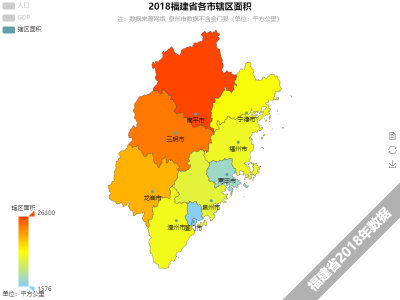 2018福建省各市辖区面积
注：数据来源网络, 泉州市数据不含金门县（单位：平方公里）
人口
GDP
辖区面积
南平市
宁德市
三明市
福州市
莆田市
龙岩市
泉州市
漳州市
厦门市
辖区面积
26300
1576
单位：平方公里
福建省2018年数据